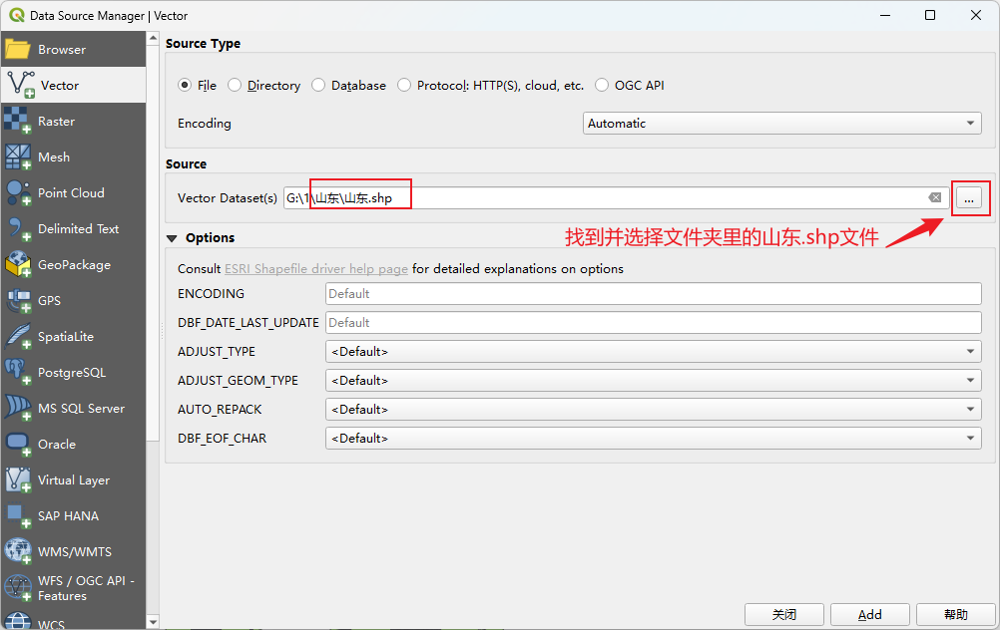 Data Source Manager | Vector
Browser
Vector
Raster
Mesh
Point Cloud
Delimited Text
GeoPackage
GPS
SpatiaLite
PostgreSQL
MS SQL Server
Oracle
Virtual Layer
SAP HANA
WMS/WMTS
WFS / OGC API -
Features
WCS
Source Type
File Directory Database Protocol: HTTP(S), cloud, etc. OGC API
Encoding Automatic
Source
Vector Dataset(s) G:\1\山东\山东.shp ...
找到并选择文件夹里的山东.shp文件
Options
Consult ESRI Shapefile driver help page for detailed explanations on options
ENCODING Default
DBF_DATE_LAST_UPDATE Default
ADJUST_TYPE <Default>
ADJUST_GEOM_TYPE <Default>
AUTO_REPACK <Default>
DBF_EOF_CHAR <Default>
关闭 Add 帮助